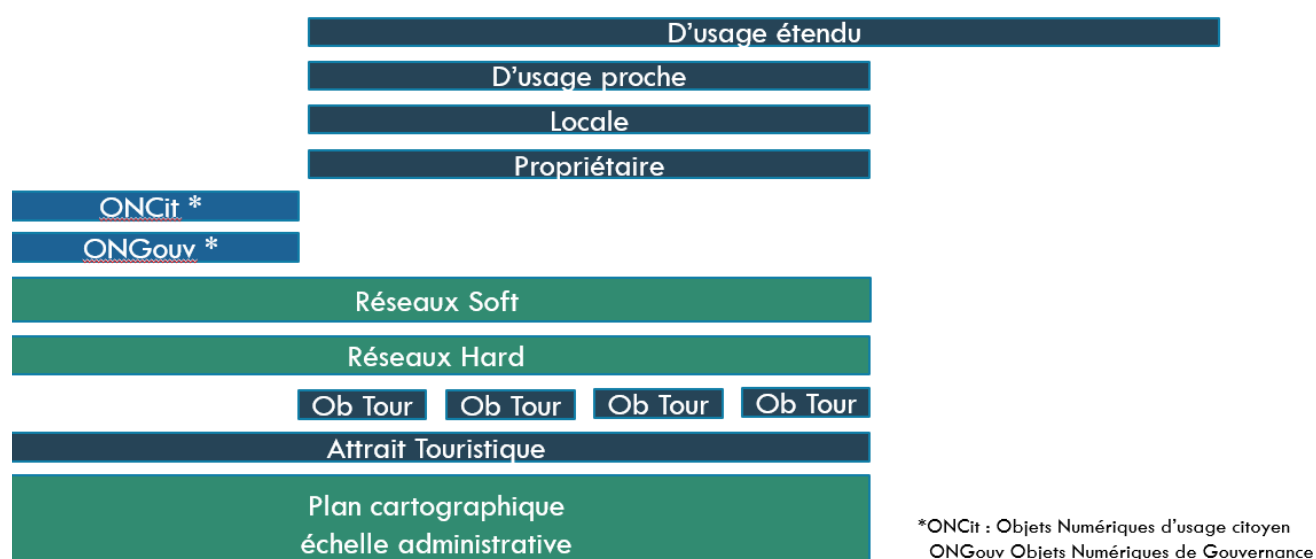 D'usage étendu
D'usage proche
Locale
Propriétaire
ONCit *
ONGouv *
Réseaux Soft
Réseaux Hard
Ob Tour Ob Tour Ob Tour Ob Tour
Attrait Touristique
Plan cartographique
échelle administrative
*ONCit : Objets Numériques d'usage citoyen
ONGouv Objets Numériques de Gouvernance